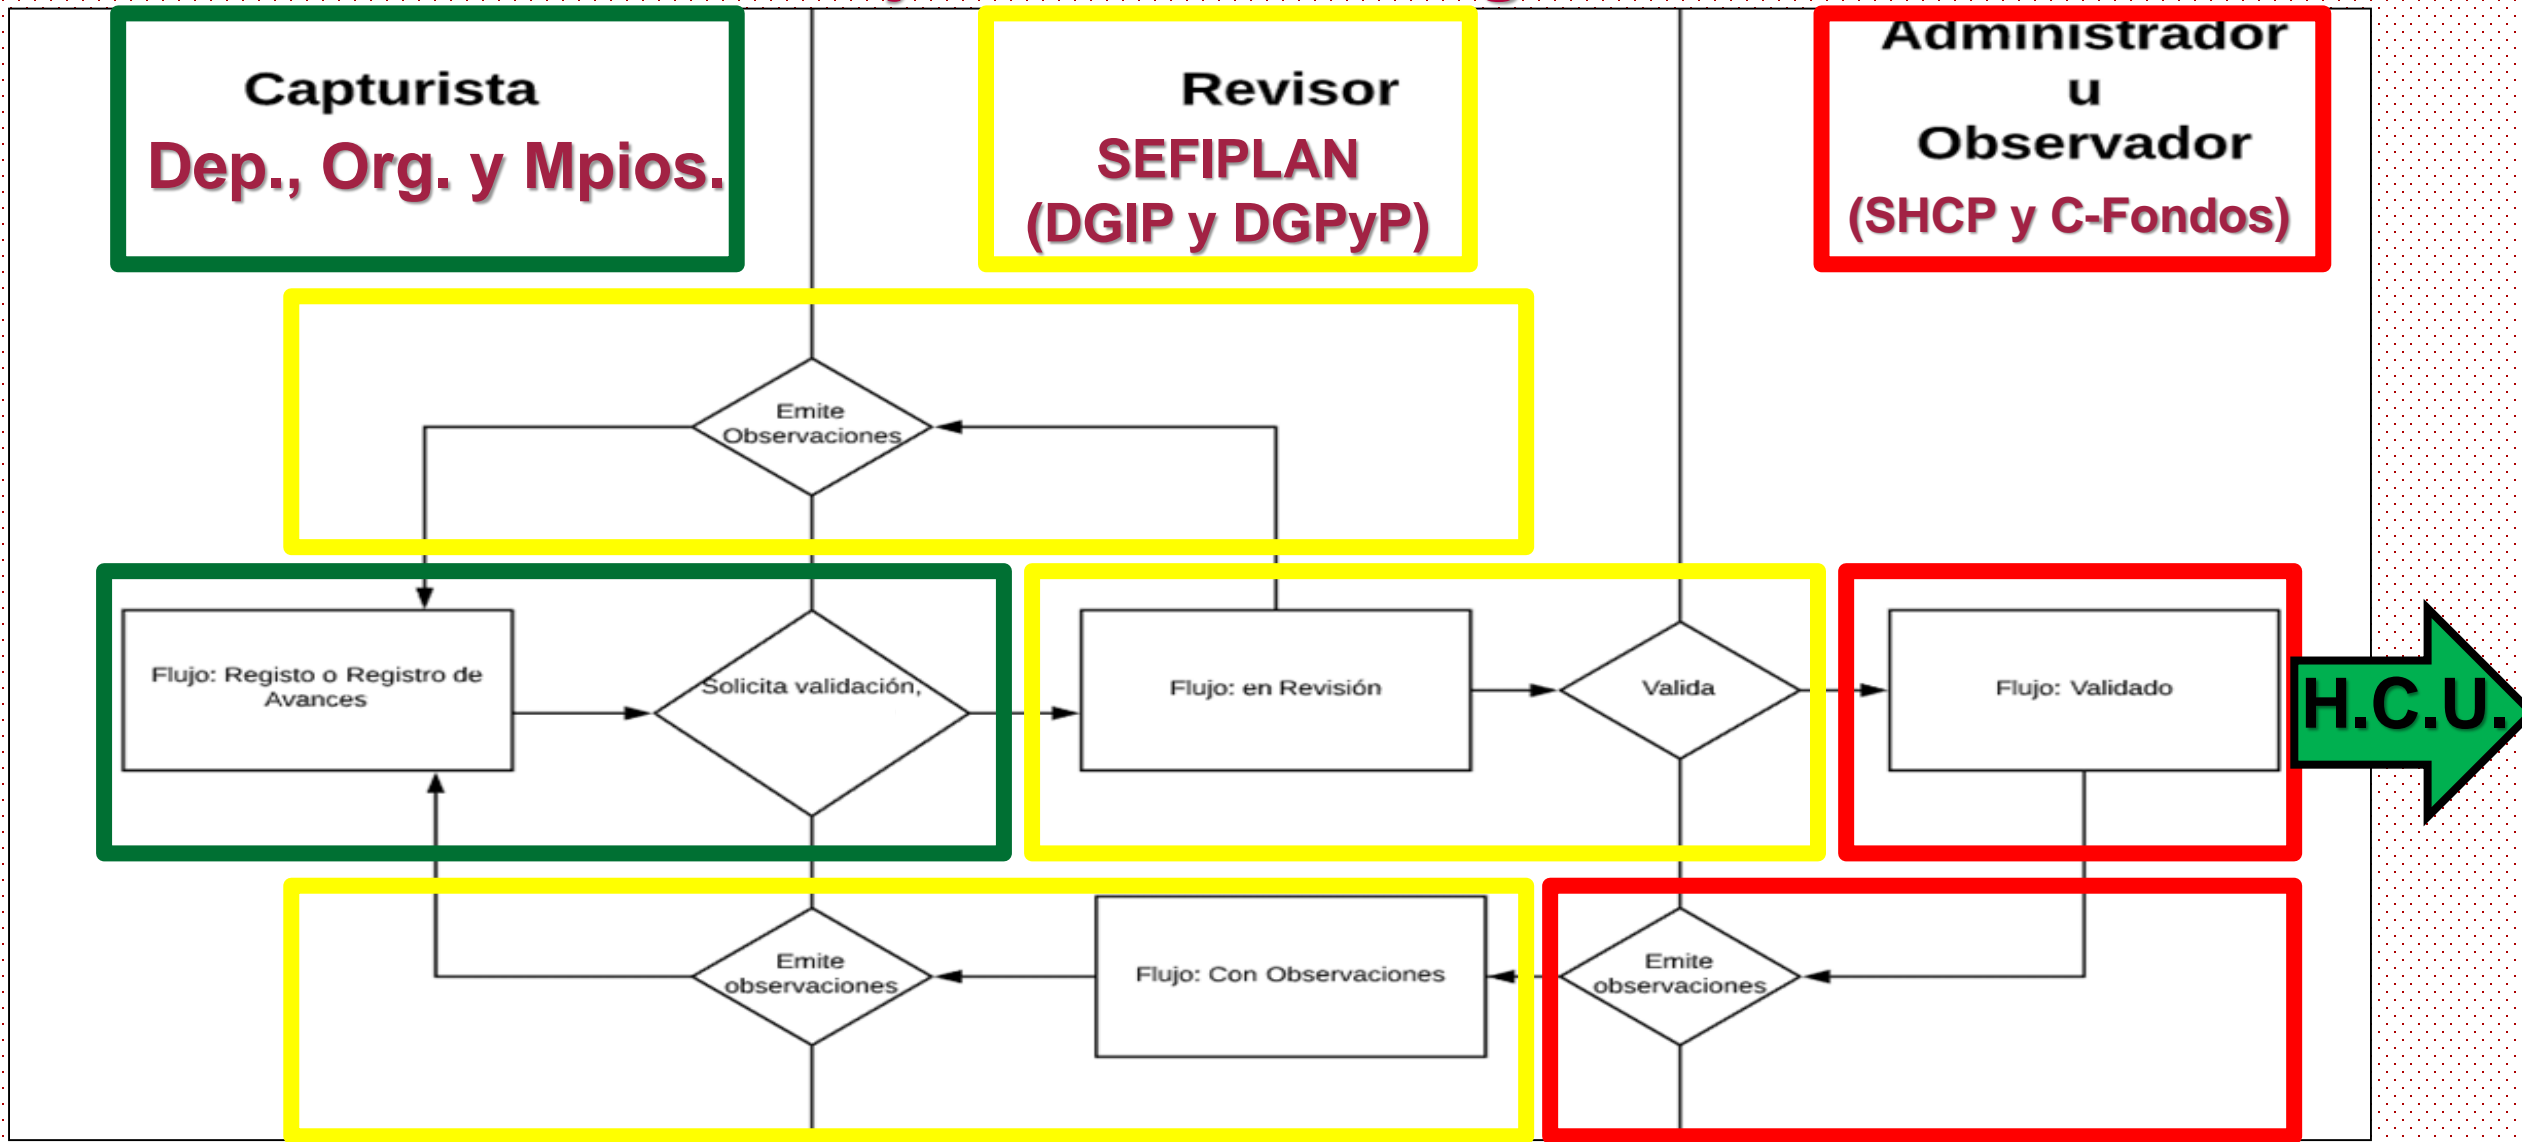 Capturista
Dep., Org. y Mpios.
Revisor
SEFIPLAN
(DGIP y DGPyP)
Administrador
u
Observador
(SHCP y C-Fondos)
Emite
Observaciones
Flujo: Registo o Registro de
Avances
Solicita validación,
Flujo: en Revisión
Valida
Flujo: Validado
H.C.U.
Emite
observaciones
Flujo: Con Observaciones
Emite
observaciones